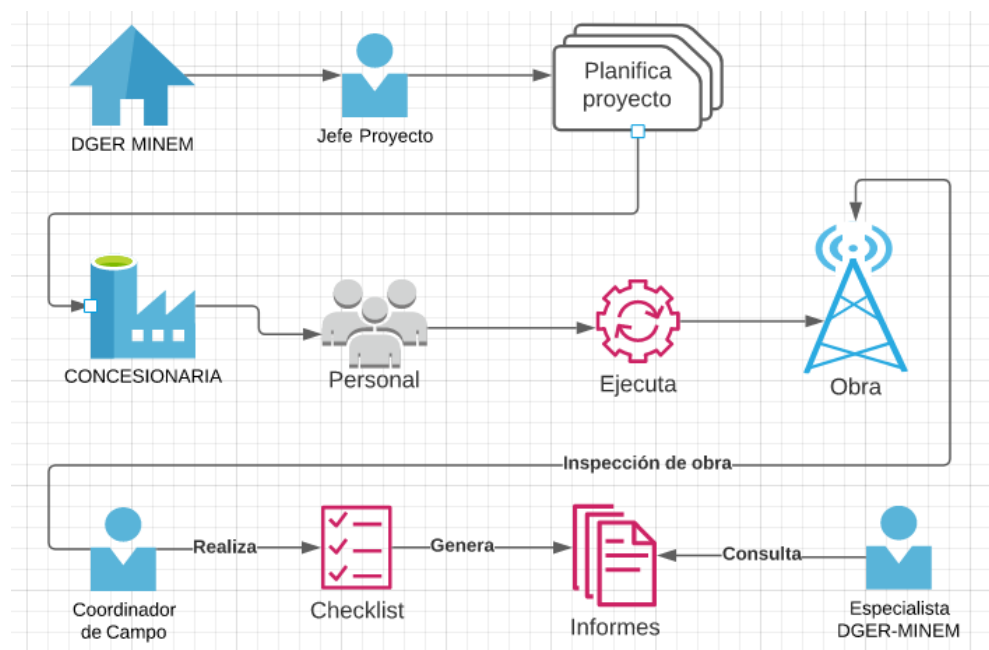 Planifica
proyecto
DGER MINEM
Jefe Proyecto
CONCESIONARIA
Personal
Ejecuta
Obra
Inspección de obra
Realiza
Genera
Consulta
Coordinador
de Campo
Checklist
Informes
Especialista
DGER-MINEM